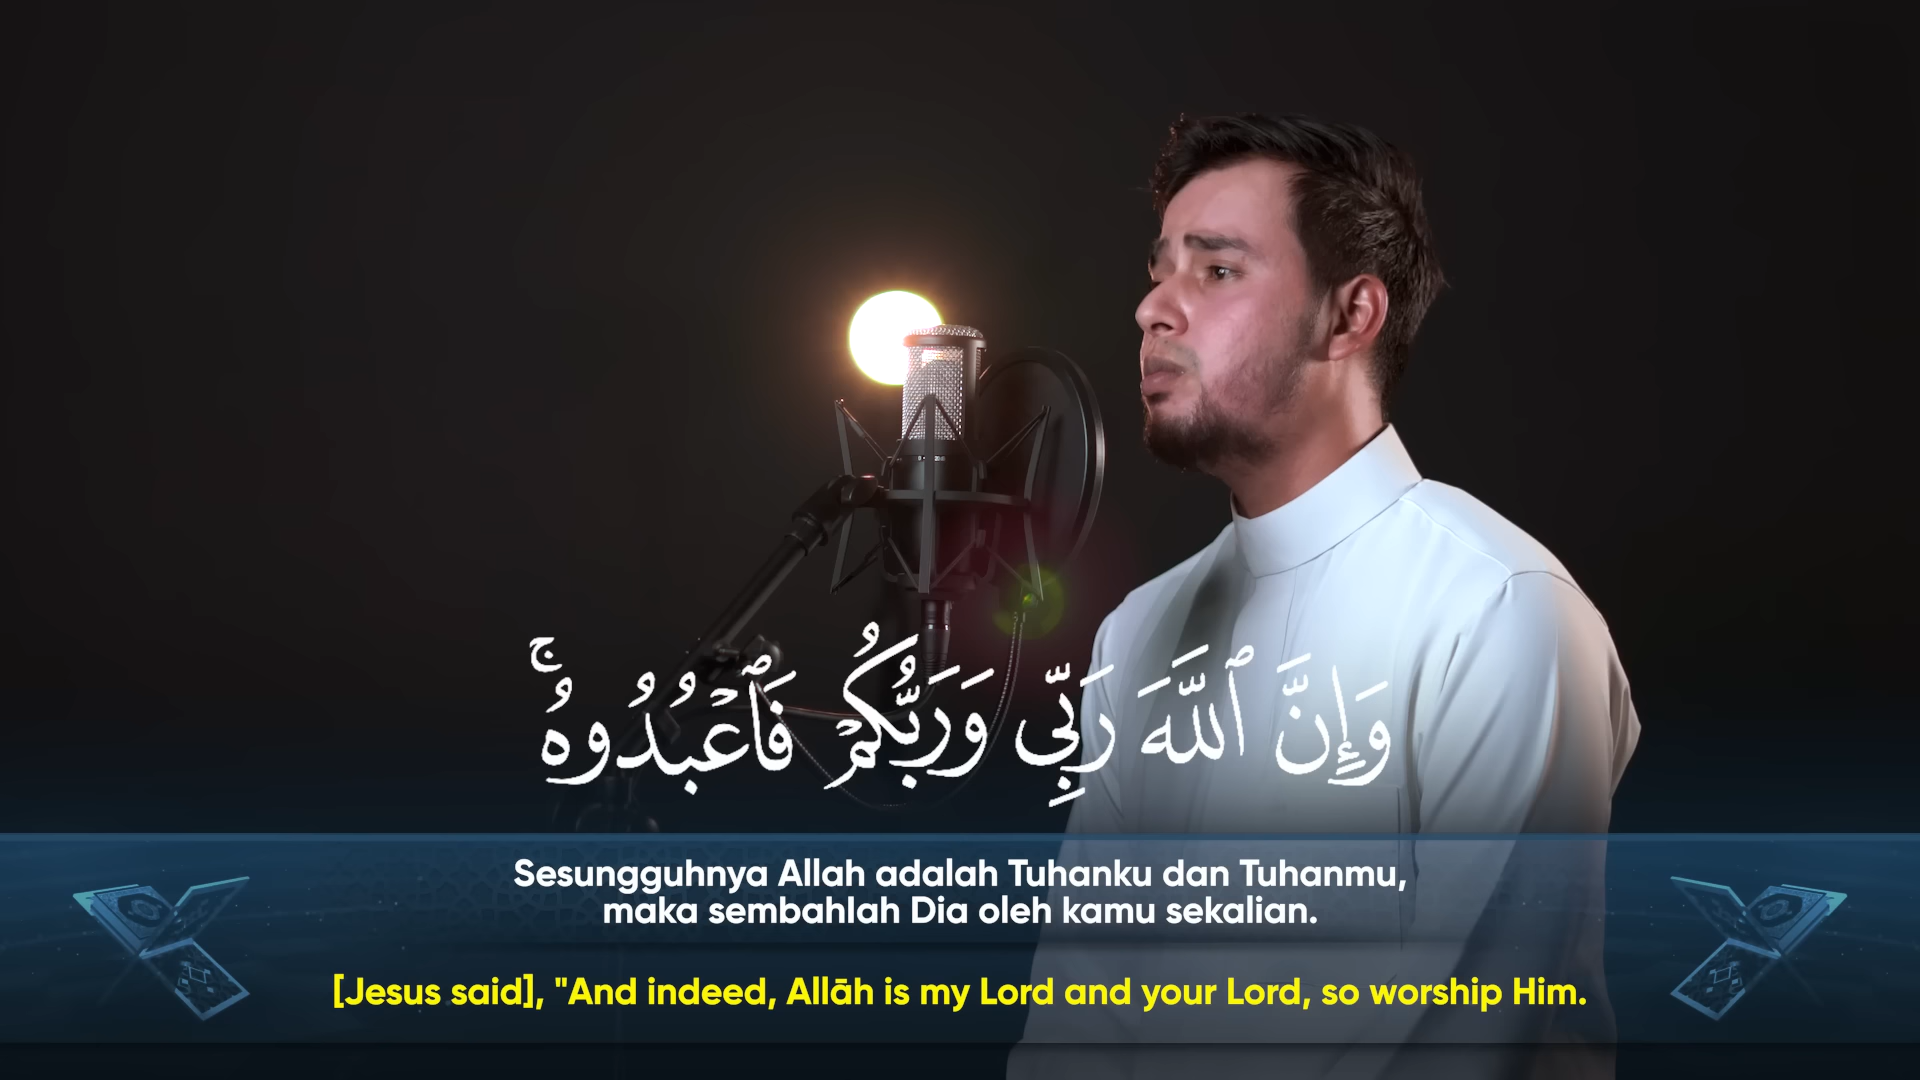 وَإِنَّ ٱللَّهَ رَبِّى وَرَبُّكُمْ فَٱعْبُدُوهُ ۚ
Sesungguhnya Allah adalah Tuhanku dan Tuhanmu,
maka sembahlah Dia oleh kamu sekalian.
[Jesus said], "And indeed, Allāh is my Lord and your Lord, so worship Him.